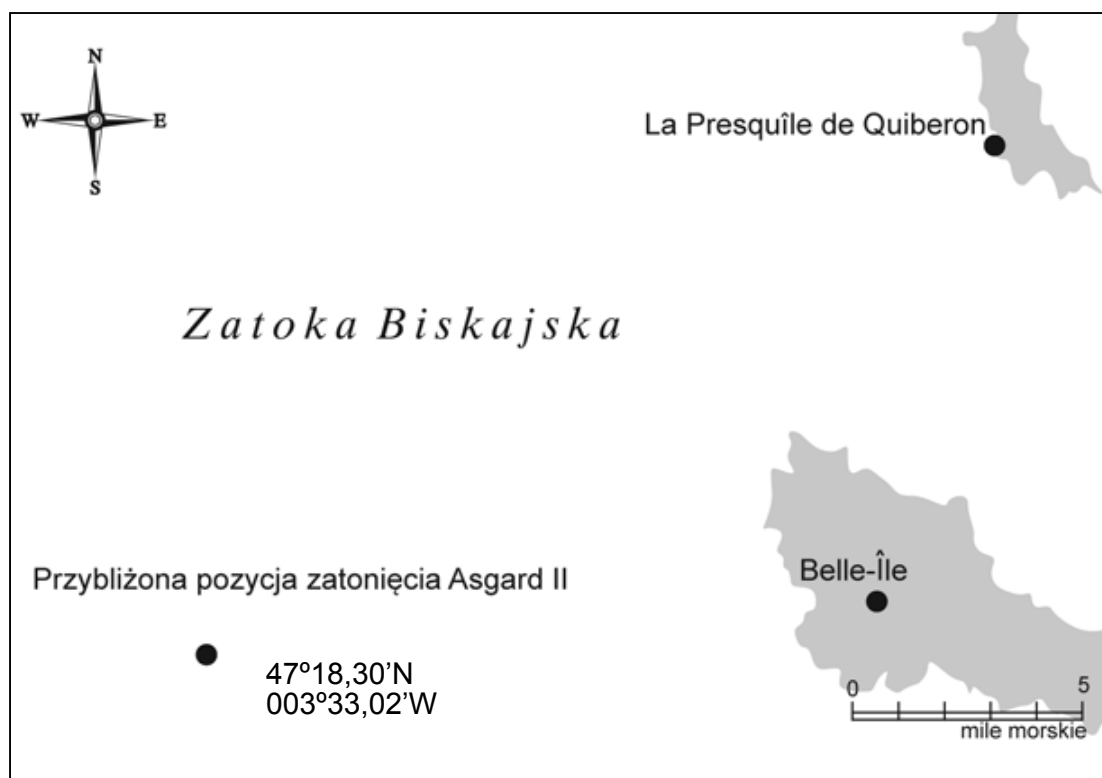 N
W E
S
La Presquîle de Quiberon
Zatoka Biskajska
Belle-Île
Przybliżona pozycja zatonięcia Asgard II
47º18,30’N
003º33,02’W
0 5
mile morskie